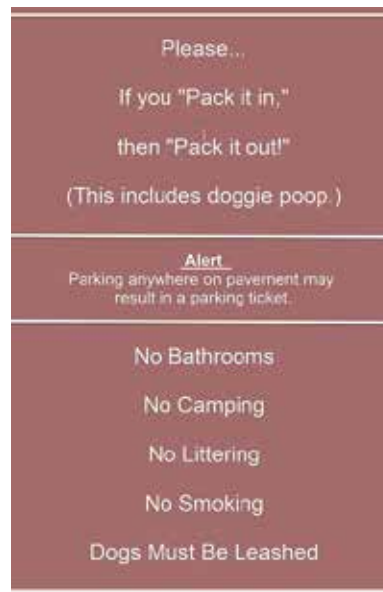 Please...
If you "Pack it in,"
then "Pack it out!"
(This includes doggie poop.)
Alert
Parking anywhere on pavement may
result in a parking ticket.
No Bathrooms
No Camping
No Littering
No Smoking
Dogs Must Be Leashed